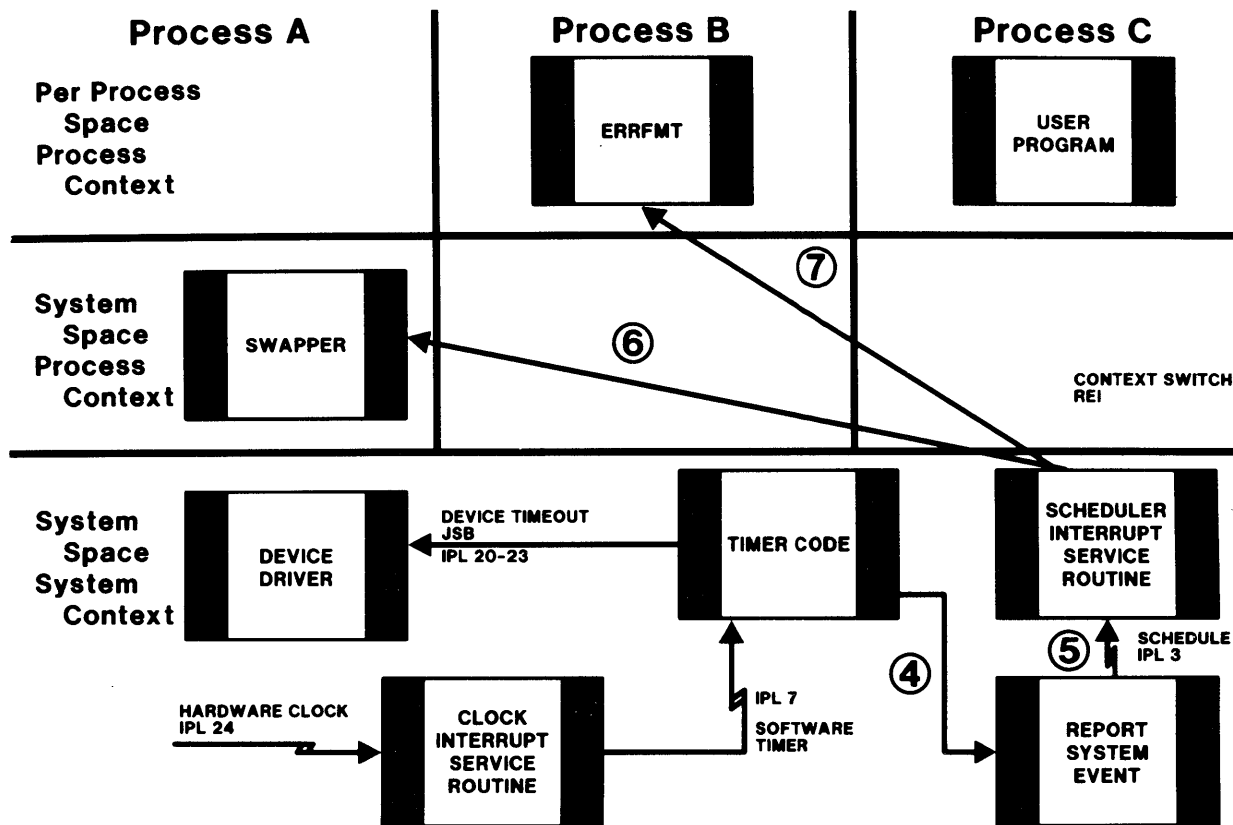 Process A
Process B
Process C
Per Process
Space
Process
Context
ERRFMT
USER
PROGRAM
⑦
System
Space
Process
Context
SWAPPER
⑥
CONTEXT SWITCH
REI
System
Space
System
Context
DEVICE
DRIVER
DEVICE TIMEOUT
JSB
IPL 20-23
TIMER CODE
SCHEDULER
INTERRUPT
SERVICE
ROUTINE
④
⑤
SCHEDULE
IPL 3
HARDWARE CLOCK
IPL 24
CLOCK
INTERRUPT
SERVICE
ROUTINE
IPL 7
SOFTWARE
TIMER
REPORT
SYSTEM
EVENT